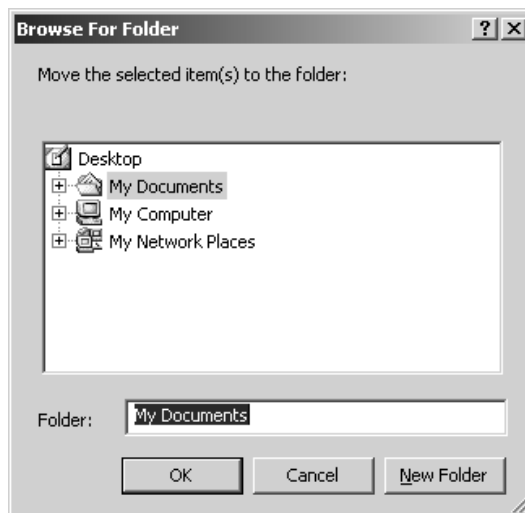 Browse For Folder
Move the selected item(s) to the folder:
Desktop
My Documents
My Computer
My Network Places
Folder: My Documents
OK Cancel New Folder